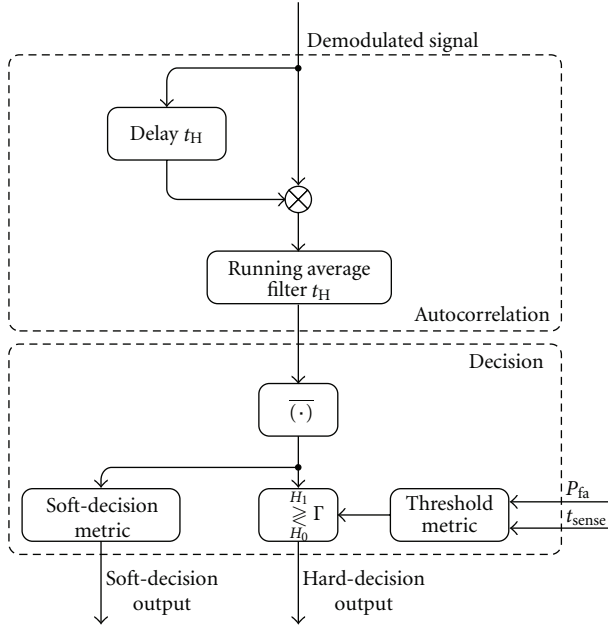 Demodulated signal
Delay t_H
⊗
Running average
filter t_H
Autocorrelation
Decision
\overline{(·)}
Soft-decision
metric
H_1
≷ Γ
H_0
Threshold
metric
P_fa
t_sense
Soft-decision
output
Hard-decision
output